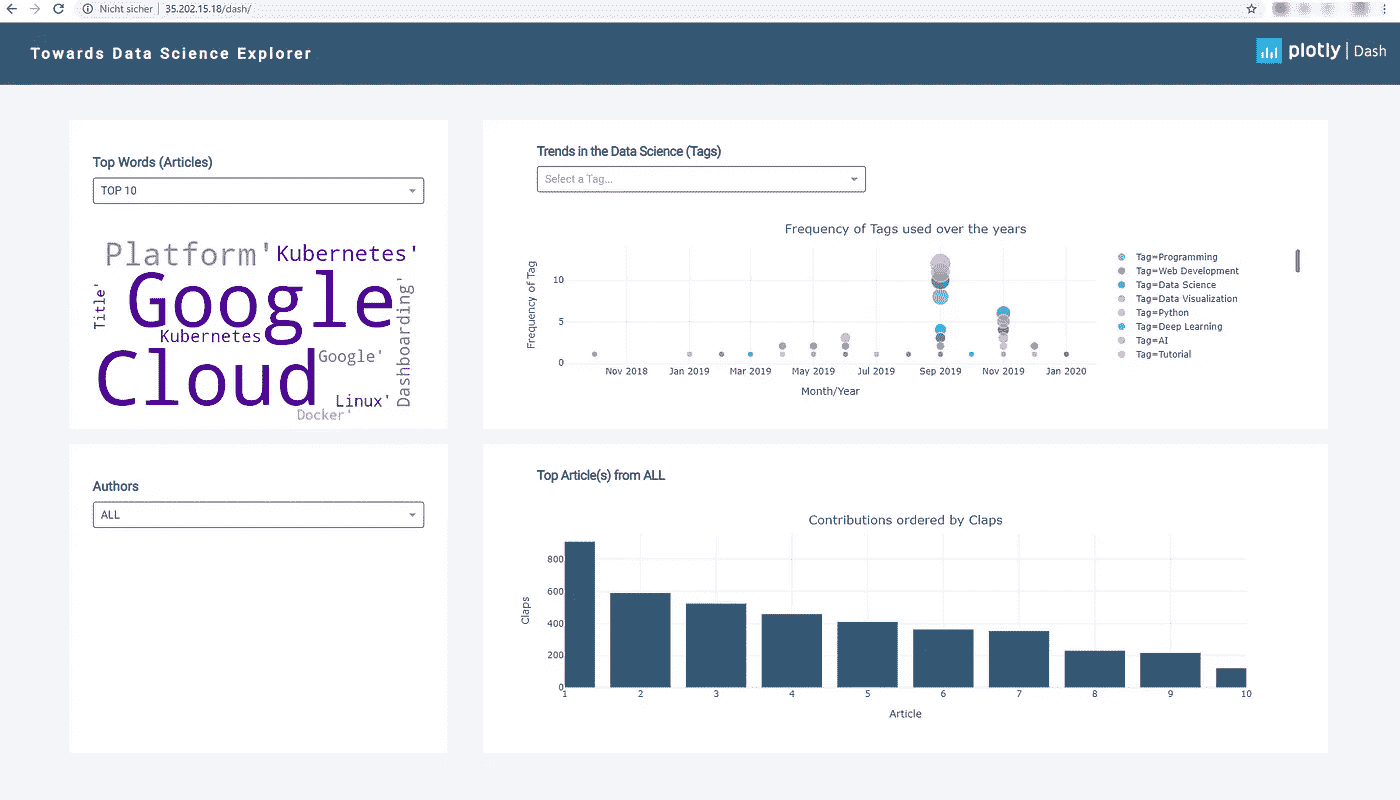 Nicht sicher | 35.202.15.18/dash/
Towards Data Science Explorer
plotly | Dash
Top Words (Articles)
TOP 10
Platform'
Kubernetes'
Title'
Google
Kubernetes
Dashboarding'
Google'
Cloud
Linux'
Docker'
Trends in the Data Science (Tags)
Select a Tag...
Frequency of Tags used over the years
Frequency of Tag
10
5
0
Nov 2018 Jan 2019 Mar 2019 May 2019 Jul 2019 Sep 2019 Nov 2019 Jan 2020
Month/Year
Tag=Programming
Tag=Web Development
Tag=Data Science
Tag=Data Visualization
Tag=Python
Tag=Deep Learning
Tag=AI
Tag=Tutorial
Authors
ALL
Top Article(s) from ALL
Contributions ordered by Claps
Claps
800
600
400
200
0
1 2 3 4 5 6 7 8 9 10
Article